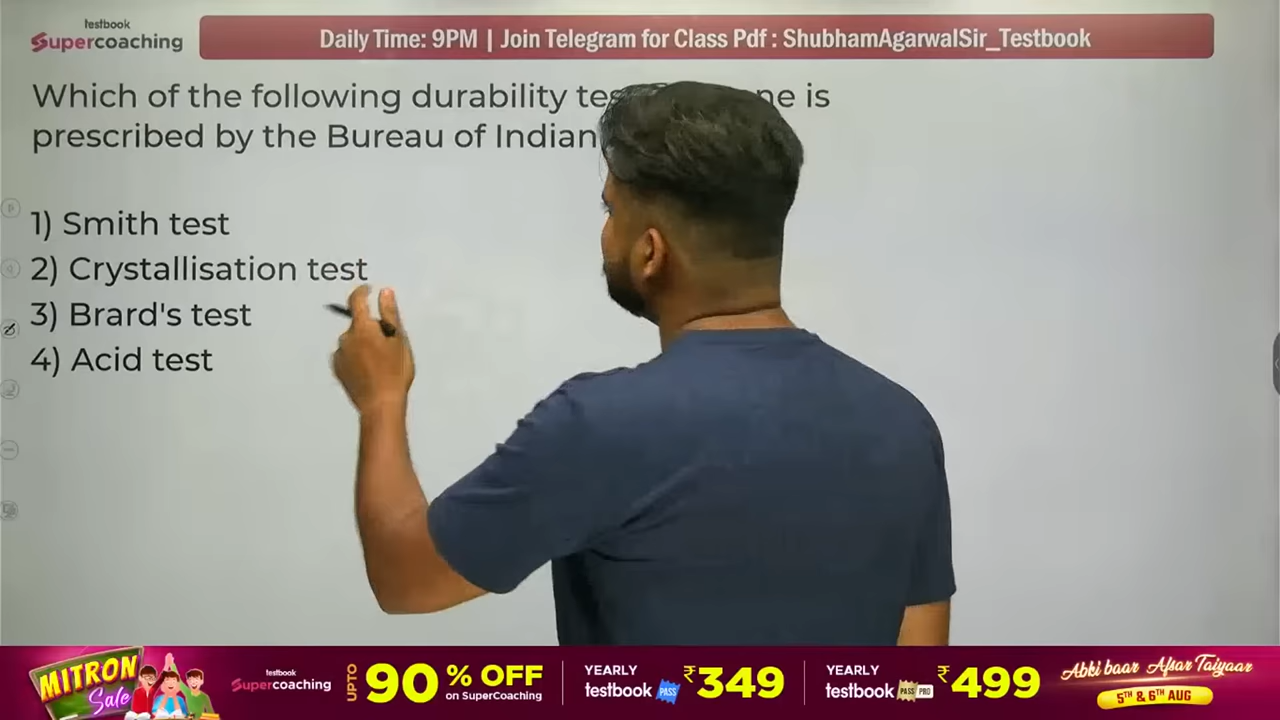 testbook
Supercoaching
Daily Time: 9PM | Join Telegram for Class Pdf : ShubhamAgarwalSir_Testbook
Which of the following durability is
prescribed by the Bureau of Indian
1) Smith test
2) Crystallisation test
3) Brard's test
4) Acid test
MITRON
Sale
testbook
Supercoaching
UPTO 90% OFF
on SuperCoaching
YEARLY
testbook PASS
₹349
YEARLY
testbook PASS PRO
₹499
Abki baar Afsar Taiyaar
5TH & 6TH AUG